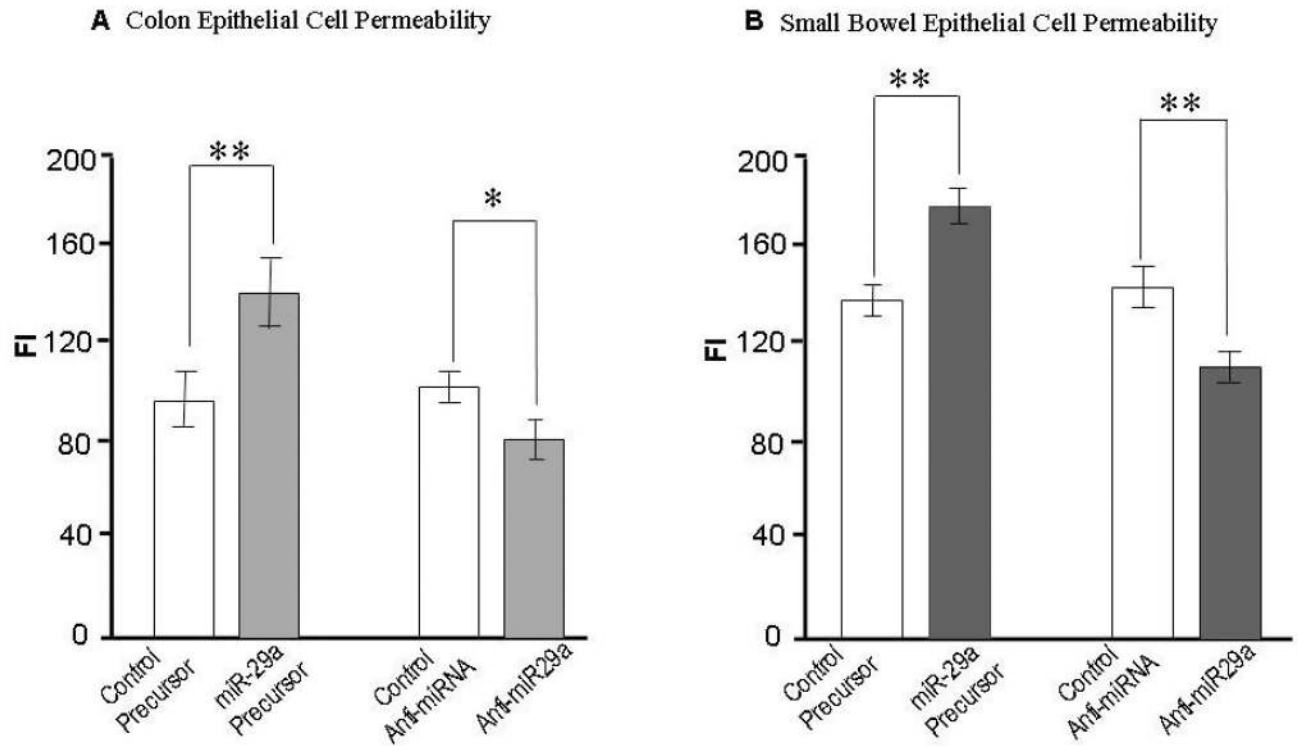 A Colon Epithelial Cell Permeability
**
*
200
160
120
80
40
0
FI
Control
Precursor
miR-29a
Precursor
Control
Anti-miRNA
Anti-miR29a
B Small Bowel Epithelial Cell Permeability
**
**
200
160
120
80
40
0
FI
Control
Precursor
miR-29a
Precursor
Control
Anti-miRNA
Anti-miR29a